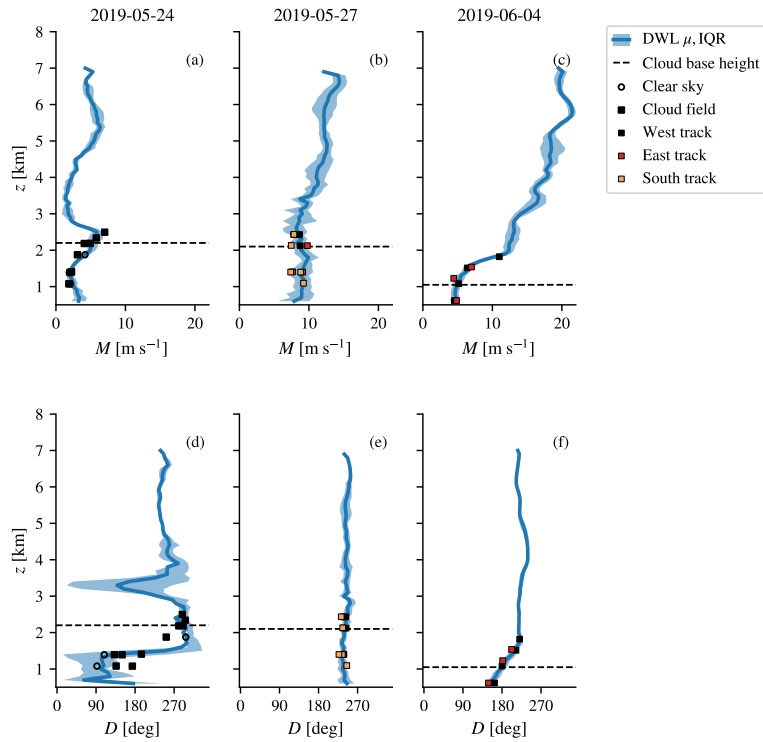 2019-05-24
2019-05-27
2019-06-04
DWL μ, IQR
Cloud base height
Clear sky
Cloud field
West track
East track
South track
(a)
(b)
(c)
8
7
6
5
4
3
2
1
z [km]
0
10
20
0
10
20
0
10
20
M [m s⁻¹]
M [m s⁻¹]
M [m s⁻¹]
(d)
(e)
(f)
8
7
6
5
4
3
2
1
z [km]
0
90
180
270
0
90
180
270
0
90
180
270
D [deg]
D [deg]
D [deg]